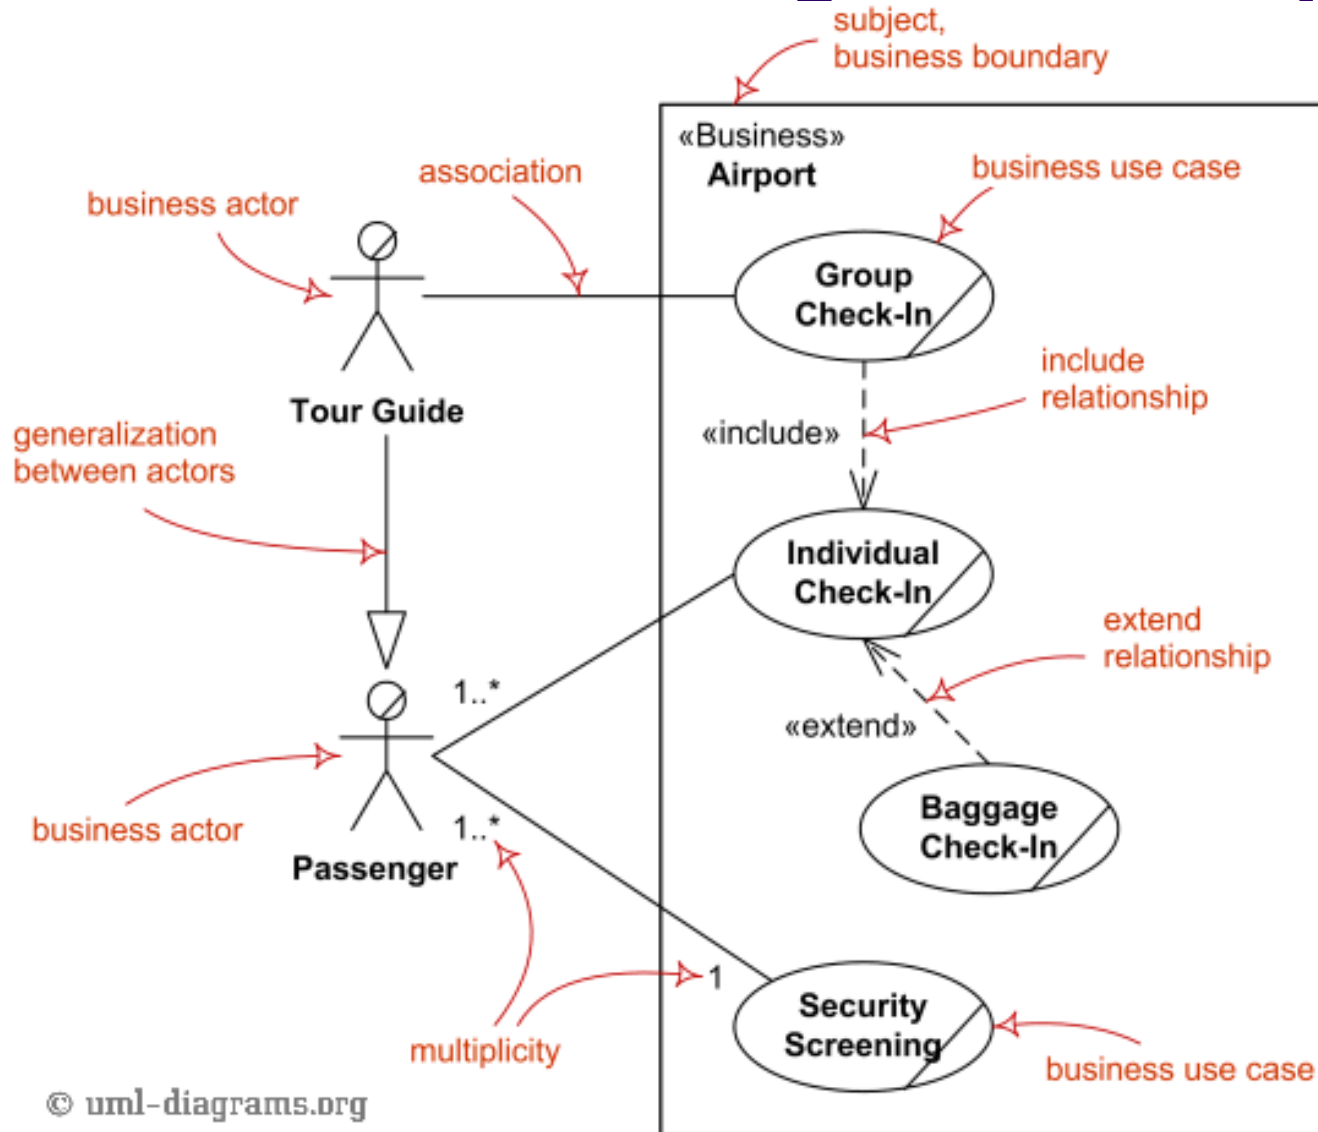 subject,
business boundary
«Business»
Airport
business use case
association
business actor
Group
Check-In
include
relationship
Tour Guide
generalization
between actors
«include»
Individual
Check-In
extend
relationship
1..*
«extend»
Baggage
Check-In
business actor
1..*
Passenger
1
Security
Screening
multiplicity
business use case
© uml-diagrams.org